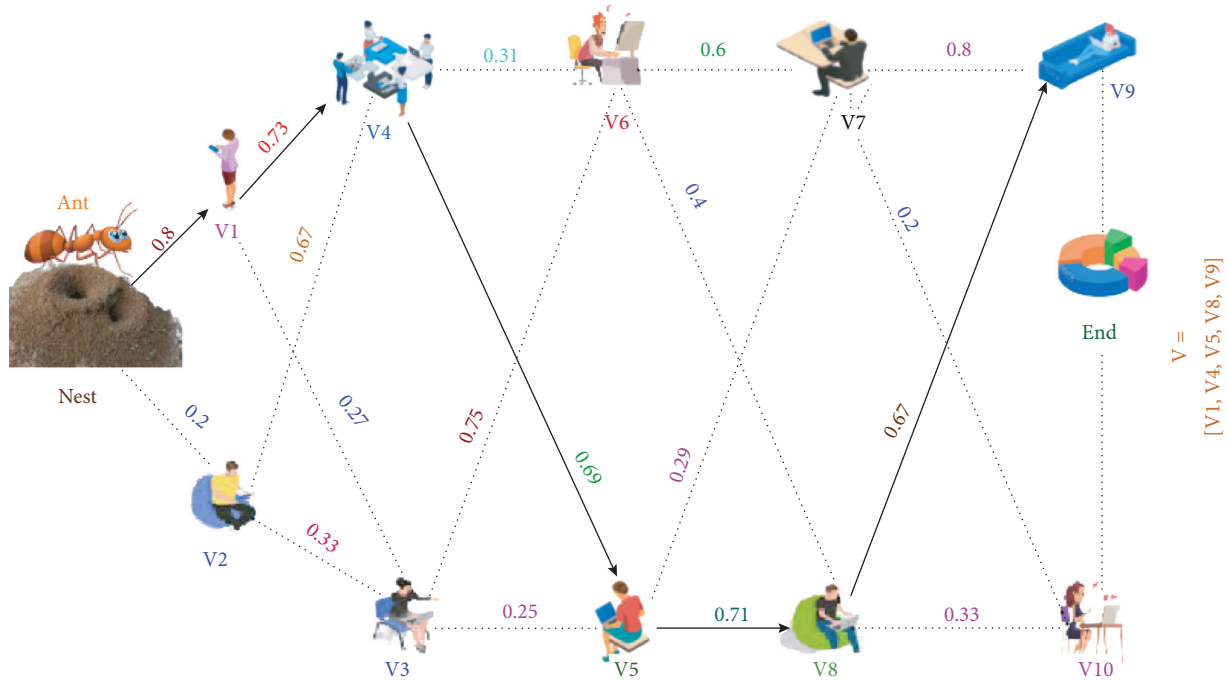 0.31
0.6
0.8
V4
V6
V7
V9
0.73
Ant
V1
0.8
0.67
0.4
0.2
Nest
0.2
0.27
0.75
0.69
0.29
0.67
End
V =
[V1, V4, V5, V8, V9]
V2
0.33
0.25
0.71
0.33
V3
V5
V8
V10